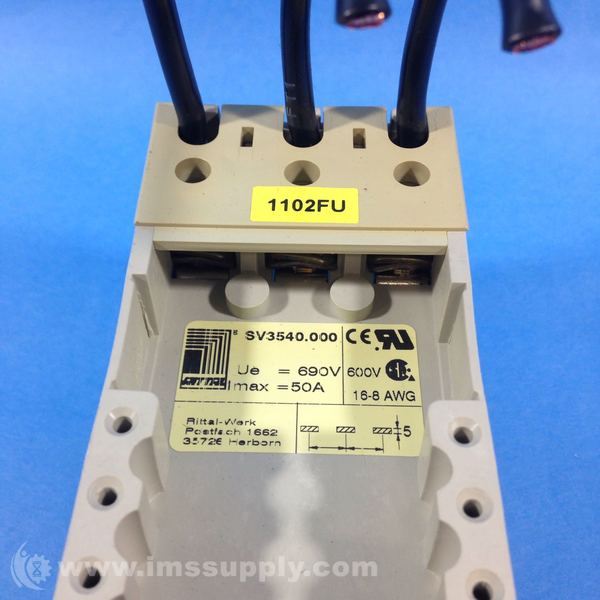 1102FU
SV3540.000
Ue = 690V
Imax = 50A
600V
16-8 AWG
Rittal-Werk
Postfach 1662
35726 Herborn
5
www.imssupply.com